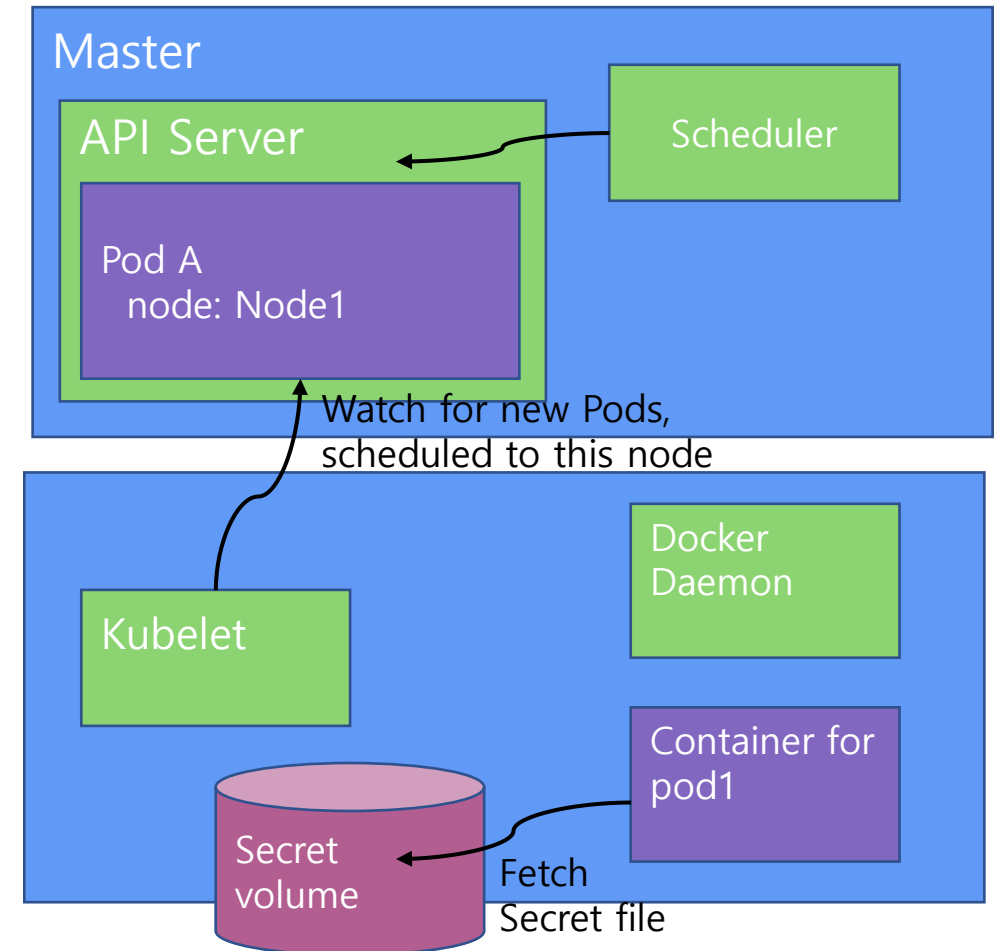 Master
API Server
Scheduler
Pod A
node: Node1
Watch for new Pods,
scheduled to this node
Docker
Daemon
Kubelet
Container for
pod1
Secret
volume
Fetch
Secret file